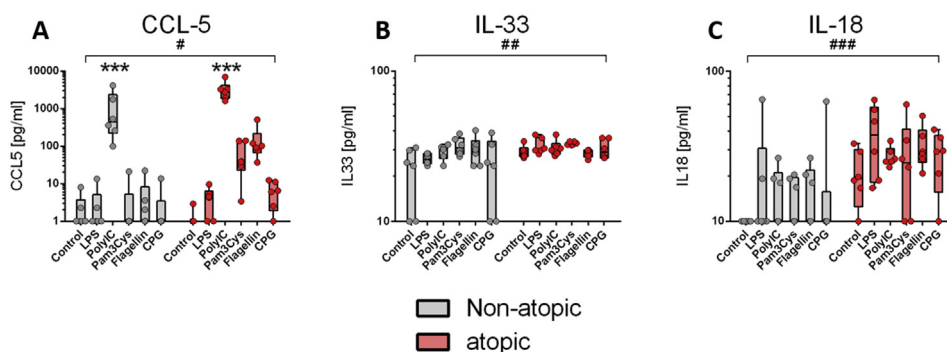 A
CCL-5
#
***
***
CCL5 [pg/ml]
10000
1000
100
10
1
Control
LPS
PolyIC
Pam3Cys
Flagellin
CPG
Control
LPS
PolyIC
Pam3Cys
Flagellin
CPG
B
IL-33
##
IL33 [pg/ml]
100
10
Control
LPS
PolyIC
Pam3Cys
Flagellin
CPG
Control
LPS
PolyIC
Pam3Cys
Flagellin
CPG
C
IL-18
###
IL18 [pg/ml]
100
10
Control
LPS
PolyIC
Pam3Cys
Flagellin
CPG
Control
LPS
PolyIC
Pam3Cys
Flagellin
CPG
Non-atopic
atopic